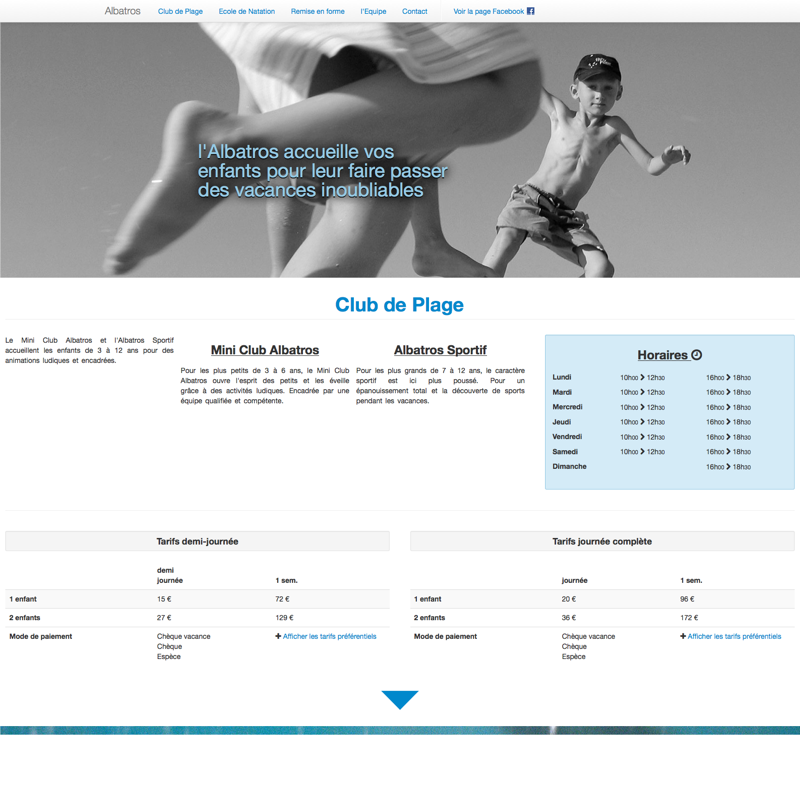 Albatros Club de Plage Ecole de Natation Remise en forme l'Equipe Contact Voir la page Facebook
l'Albatros accueille vos
enfants pour leur faire passer
des vacances inoubliables
Club de Plage
Le Mini Club Albatros et l'Albatros Sportif
accueillent les enfants de 3 à 12 ans pour des
animations ludiques et encadrées.
Mini Club Albatros
Pour les plus petits de 3 à 6 ans, le Mini Club
Albatros ouvre l'esprit des petits et les éveille
grâce à des activités ludiques. Encadrée par une
équipe qualifiée et compétente.
Albatros Sportif
Pour les plus grands de 7 à 12 ans, le caractère
sportif est ici plus poussé. Pour un
épanouissement total et la découverte de sports
pendant les vacances.
Horaires
Lundi 10h00 12h30 16h00 18h30
Mardi 10h00 12h30 16h00 18h30
Mercredi 10h00 12h30 16h00 18h30
Jeudi 10h00 12h30 16h00 18h30
Vendredi 10h00 12h30 16h00 18h30
Samedi 10h00 12h30 16h00 18h30
Dimanche 16h00 18h30
Tarifs demi-journée
demi
journée 1 sem.
1 enfant 15 € 72 €
2 enfants 27 € 129 €
Mode de paiement Chèque vacance Afficher les tarifs préférentiels
Chèque
Espèce
Tarifs journée complète
journée 1 sem.
1 enfant 20 € 96 €
2 enfants 36 € 172 €
Mode de paiement Chèque vacance Afficher les tarifs préférentiels
Chèque
Espèce